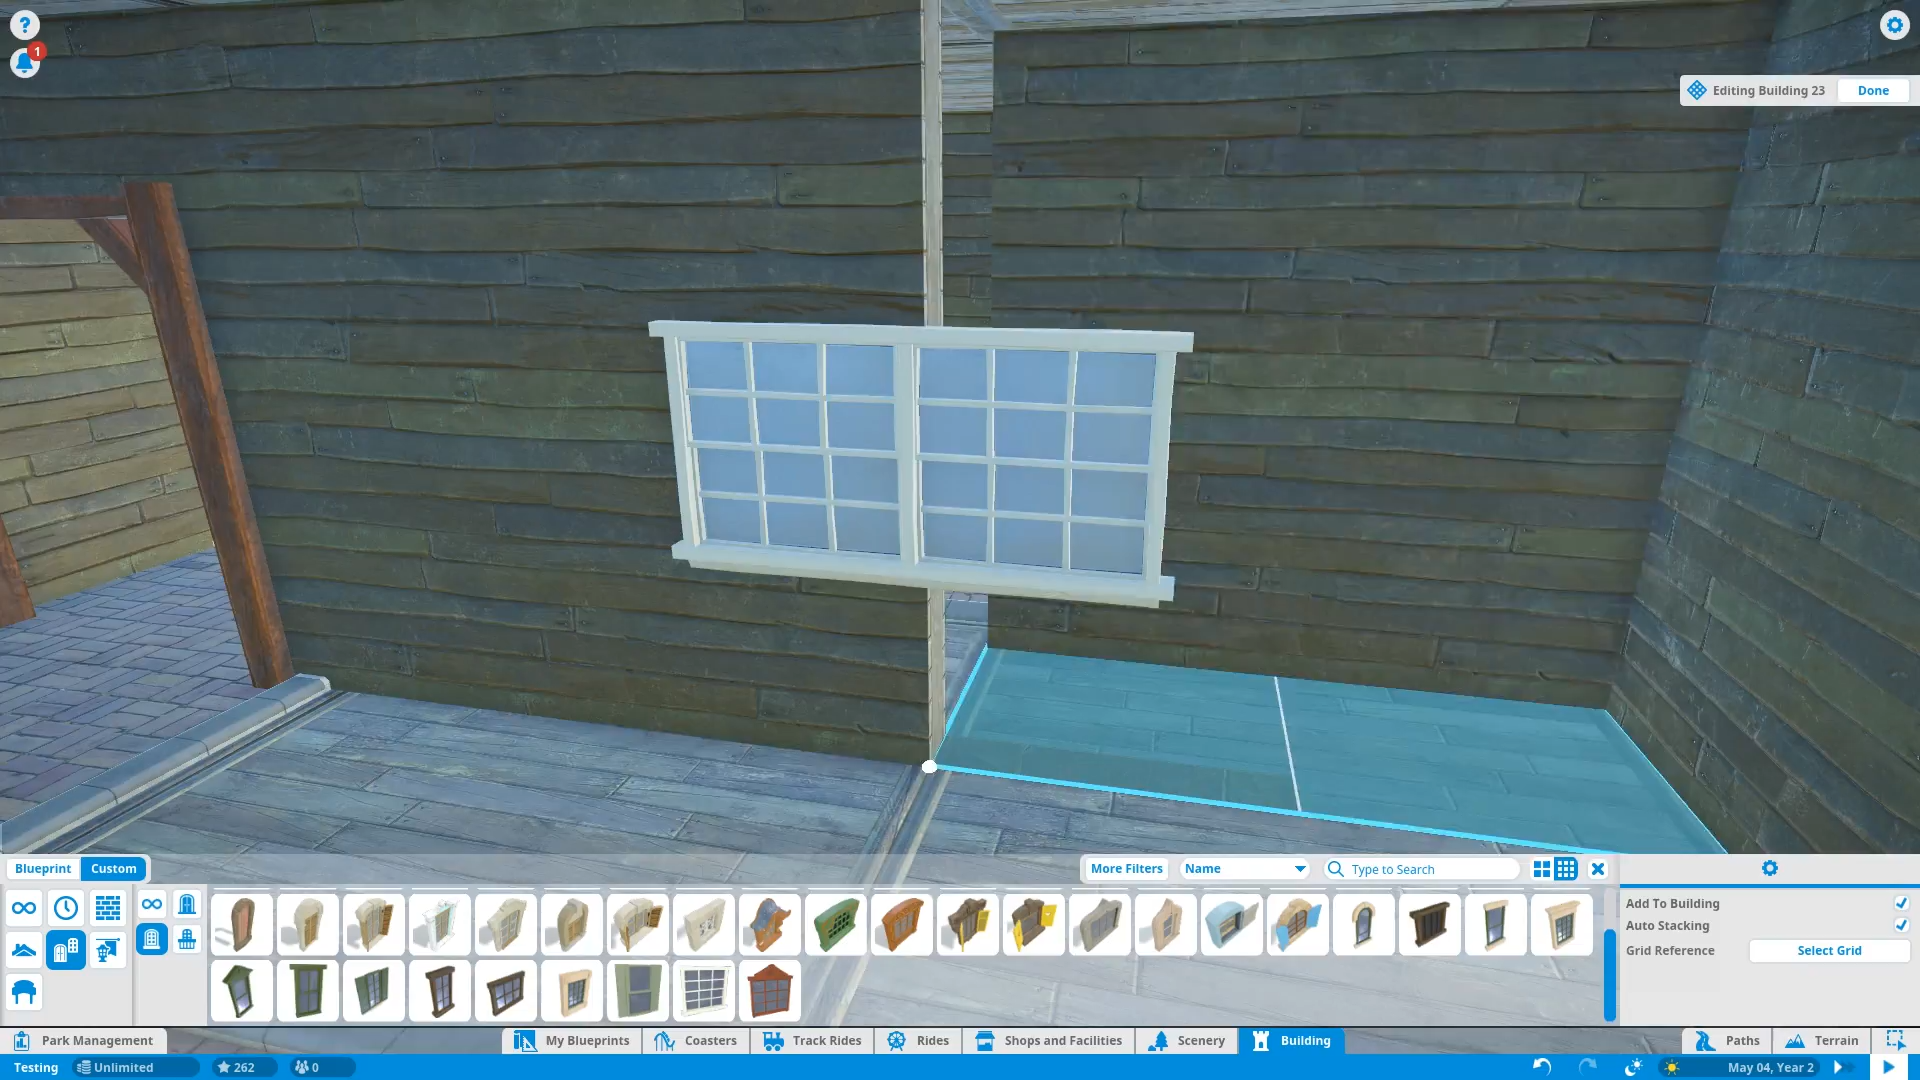 ?
1
Editing Building 23
Done
Blueprint
Custom
More Filters
Name
Type to Search
Add To Building
Auto Stacking
Grid Reference
Select Grid
Park Management
My Blueprints
Coasters
Track Rides
Rides
Shops and Facilities
Scenery
Building
Paths
Terrain
Testing
Unlimited
262
0
May 04, Year 2